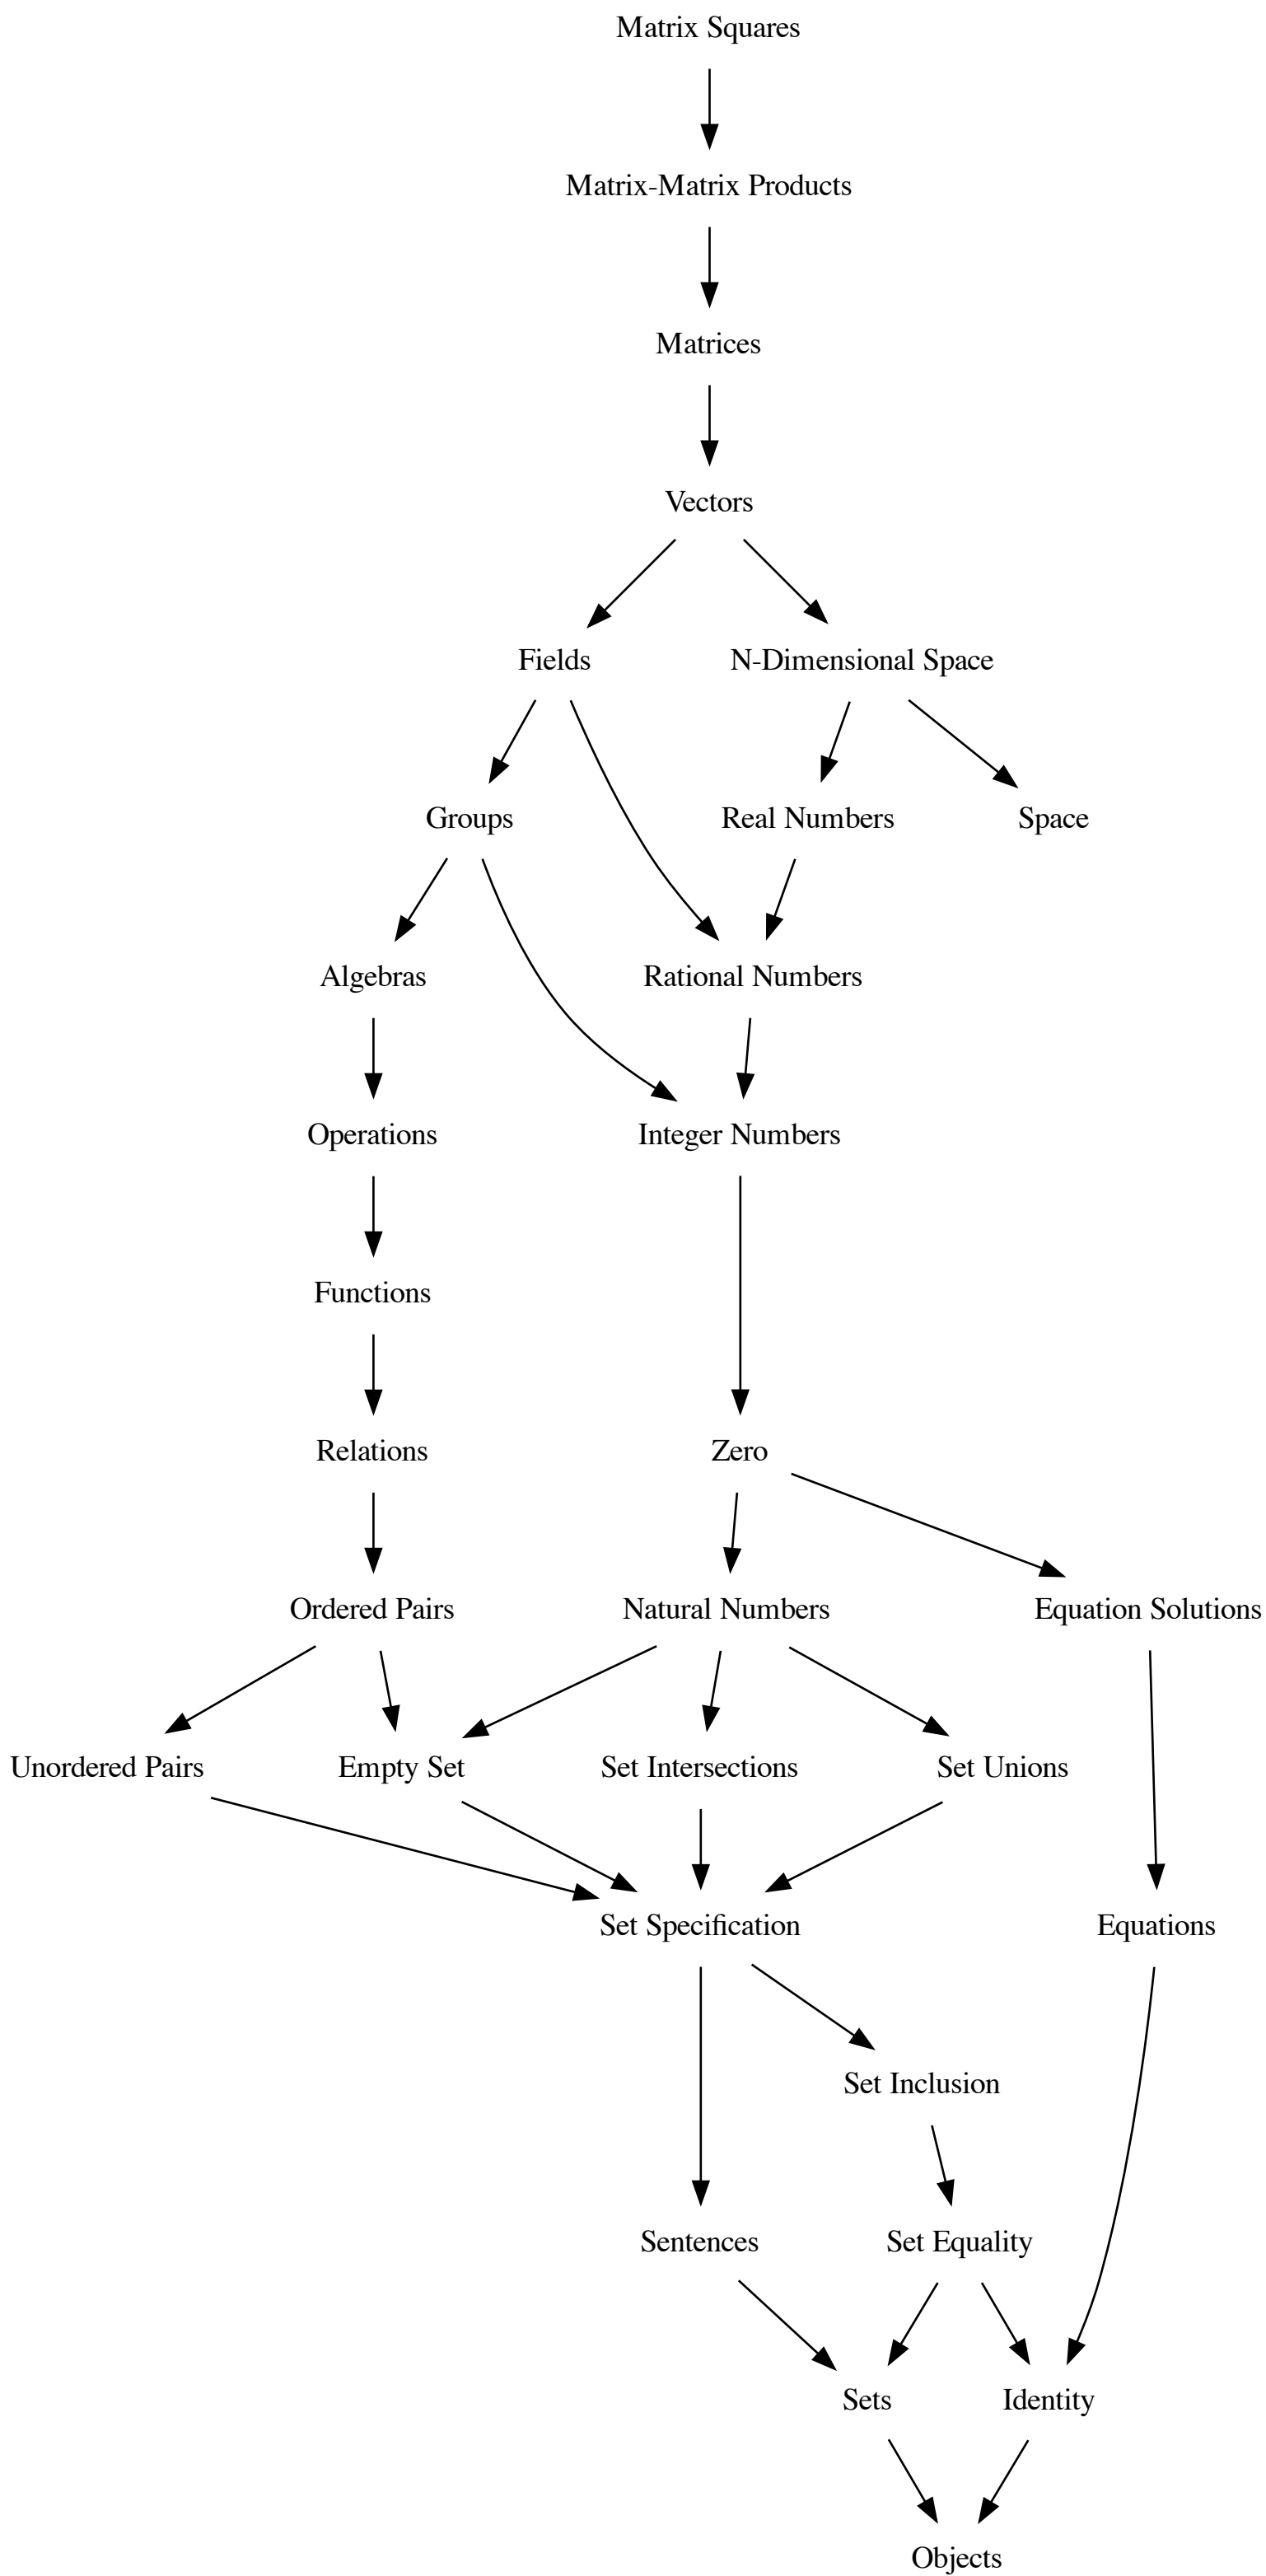 Matrix Squares
Matrix-Matrix Products
Matrices
Vectors
Fields
N-Dimensional Space
Groups
Real Numbers
Space
Algebras
Rational Numbers
Operations
Integer Numbers
Functions
Relations
Zero
Ordered Pairs
Natural Numbers
Equation Solutions
Unordered Pairs
Empty Set
Set Intersections
Set Unions
Set Specification
Equations
Set Inclusion
Sentences
Set Equality
Sets
Identity
Objects